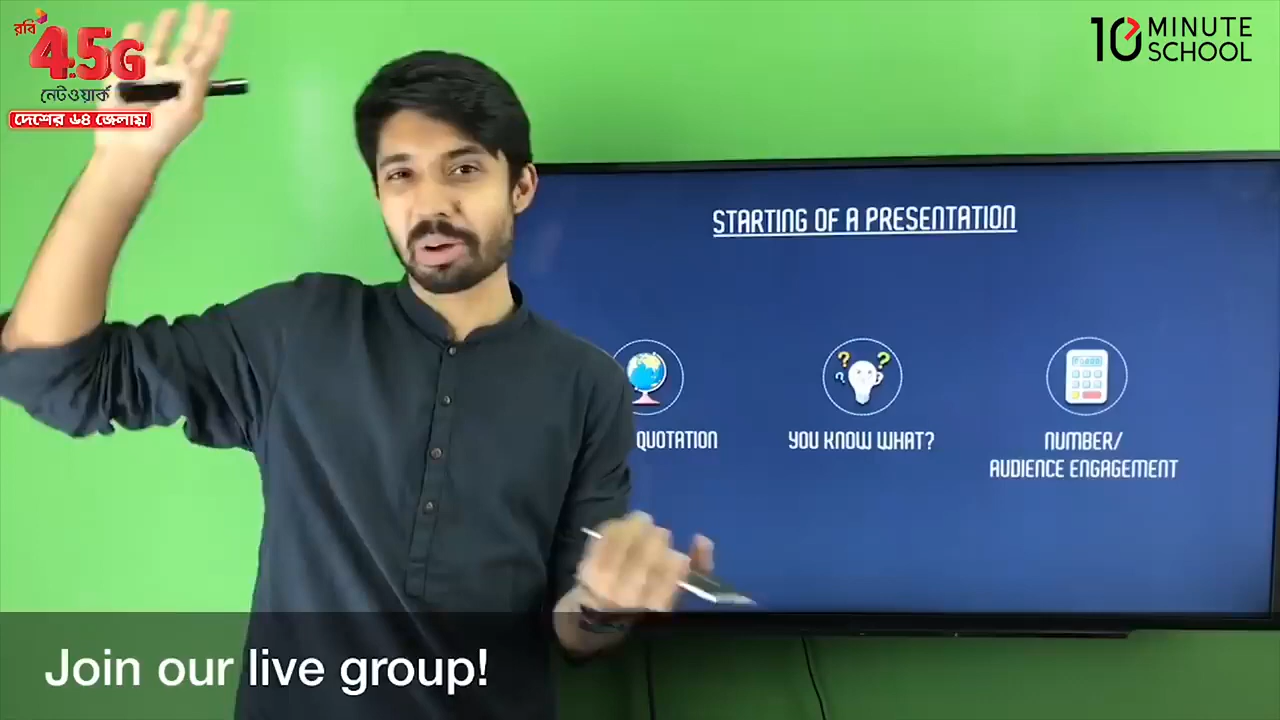 রবি
4.5G
নেটওয়ার্ক
দেশের ৬৪ জেলায়
10 MINUTE
SCHOOL
STARTING OF A PRESENTATION
QUOTATION
YOU KNOW WHAT?
NUMBER/
AUDIENCE ENGAGEMENT
Join our live group!